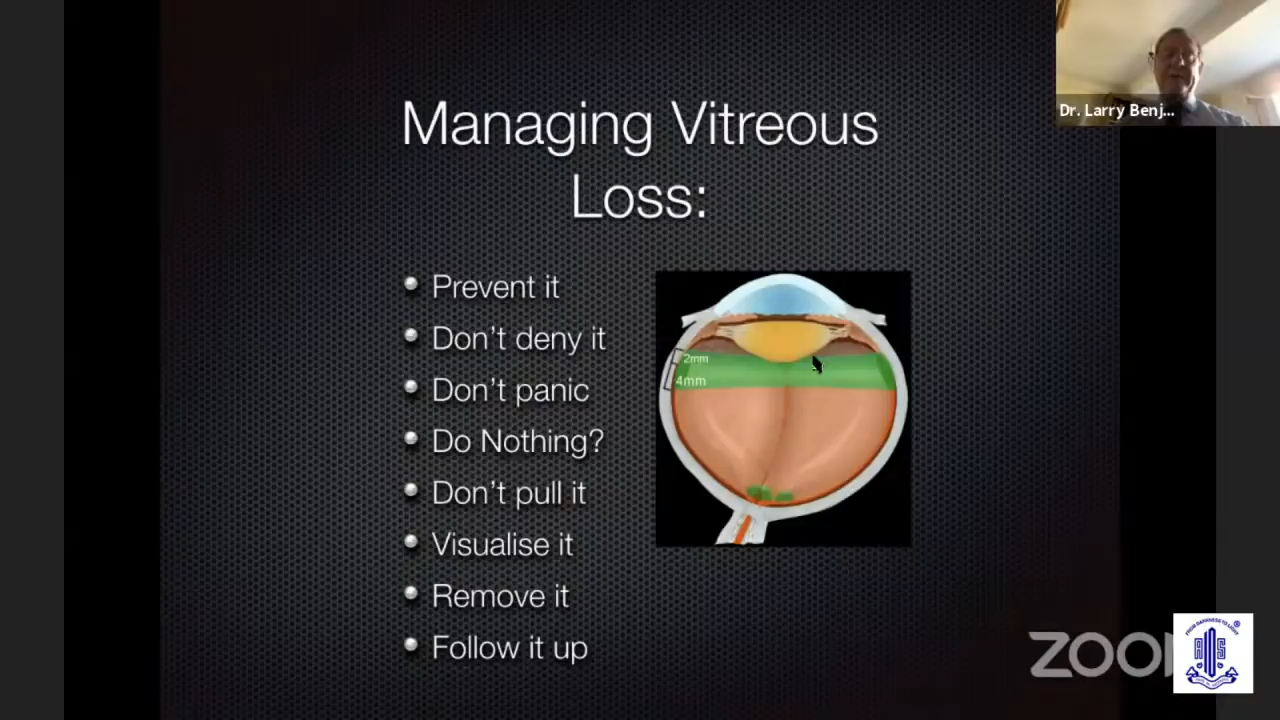 Dr. Larry Benj...
Managing Vitreous
Loss:
Prevent it
Don't deny it
Don't panic
Do Nothing?
Don't pull it
Visualise it
Remove it
Follow it up
2mm
4mm